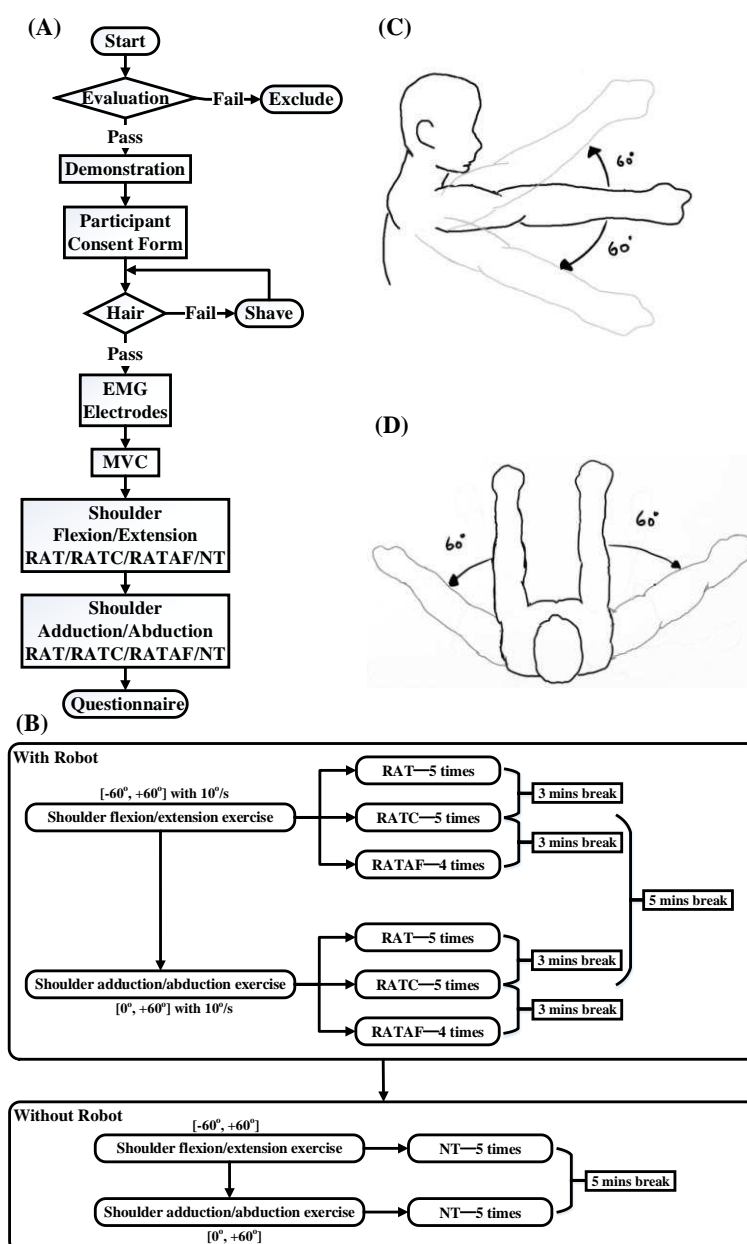 (A)
Start
Evaluation
Fail
Exclude
Pass
Demonstration
Participant
Consent Form
Hair
Fail
Shave
Pass
EMG
Electrodes
MVC
Shoulder
Flexion/Extension
RAT/RATC/RATAF/NT
Shoulder
Adduction/Abduction
RAT/RATC/RATAF/NT
Questionnaire
(C)
60°
60°
(D)
60°
60°
(B)
With Robot
[-60°, +60°] with 10°/s
Shoulder flexion/extension exercise
RAT—5 times
RATC—5 times
RATAF—4 times
3 mins break
3 mins break
5 mins break
Shoulder adduction/abduction exercise
[0°, +60°] with 10°/s
RAT—5 times
RATC—5 times
RATAF—4 times
3 mins break
3 mins break
Without Robot
[-60°, +60°]
Shoulder flexion/extension exercise
NT—5 times
Shoulder adduction/abduction exercise
NT—5 times
[0°, +60°]
5 mins break